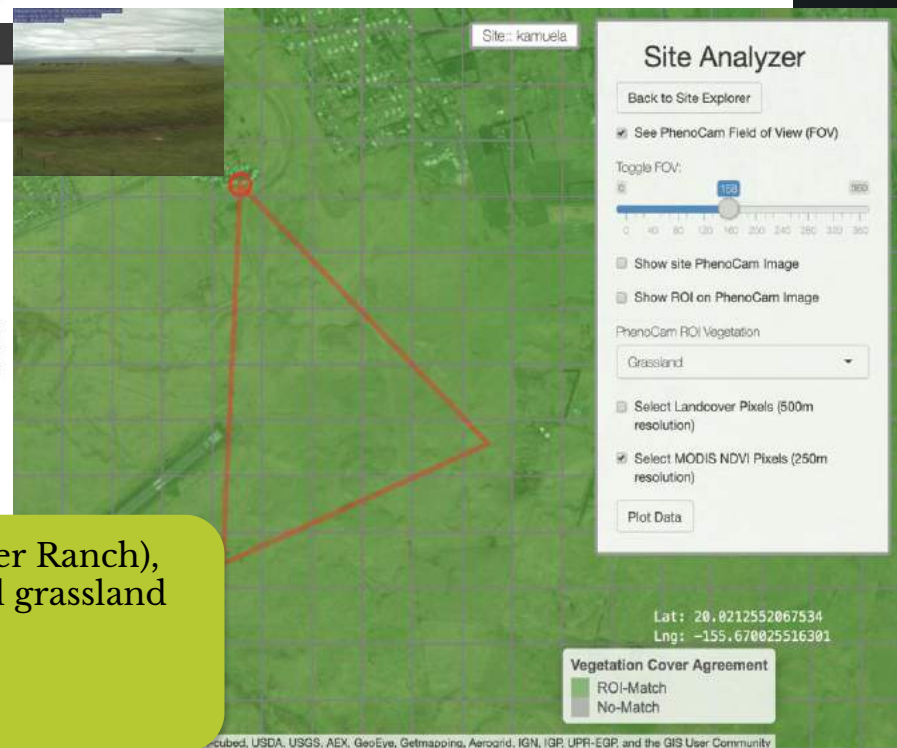 Site:: kamuela
Site Analyzer
Back to Site Explorer
See PhenoCam Field of View (FOV)
Toggle FOV:
0
158
360
0 40 80 120 160 200 240 280 320 360
Show site PhenoCam Image
Show ROI on PhenoCam Image
PhenoCam ROI Vegetation
Grassland
Select Landcover Pixels (500m
resolution)
Select MODIS NDVI Pixels (250m
resolution)
Plot Data
er Ranch),
l grassland
Lat: 20.0212552067534
Lng: -155.670025516301
Vegetation Cover Agreement
ROI-Match
No-Match
-cubed, USDA, USGS, AEX, GeoEye, Getmapping, Aerogrid, IGN, IGP, UPR-EGP, and the GIS User Community